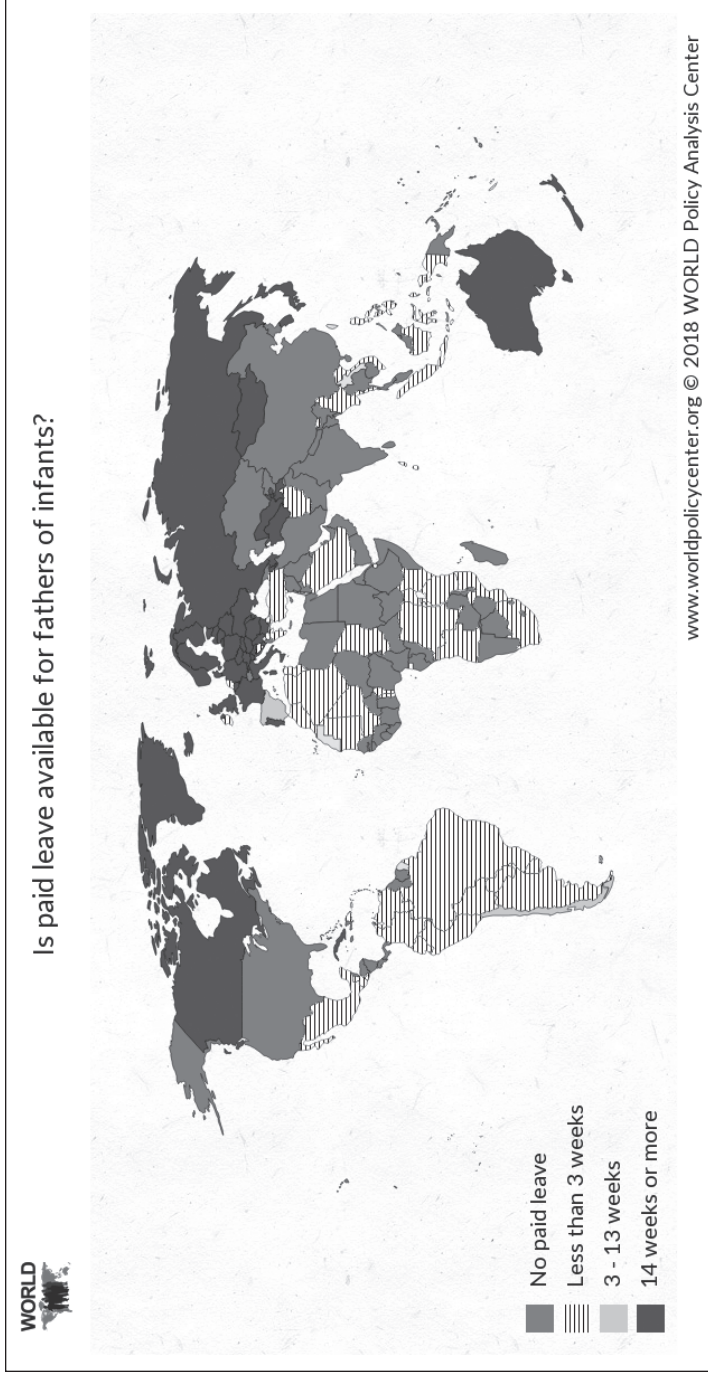 WORLD
Is paid leave available for fathers of infants?
No paid leave
Less than 3 weeks
3 - 13 weeks
14 weeks or more
www.worldpolicycenter.org © 2018 WORLD Policy Analysis Center